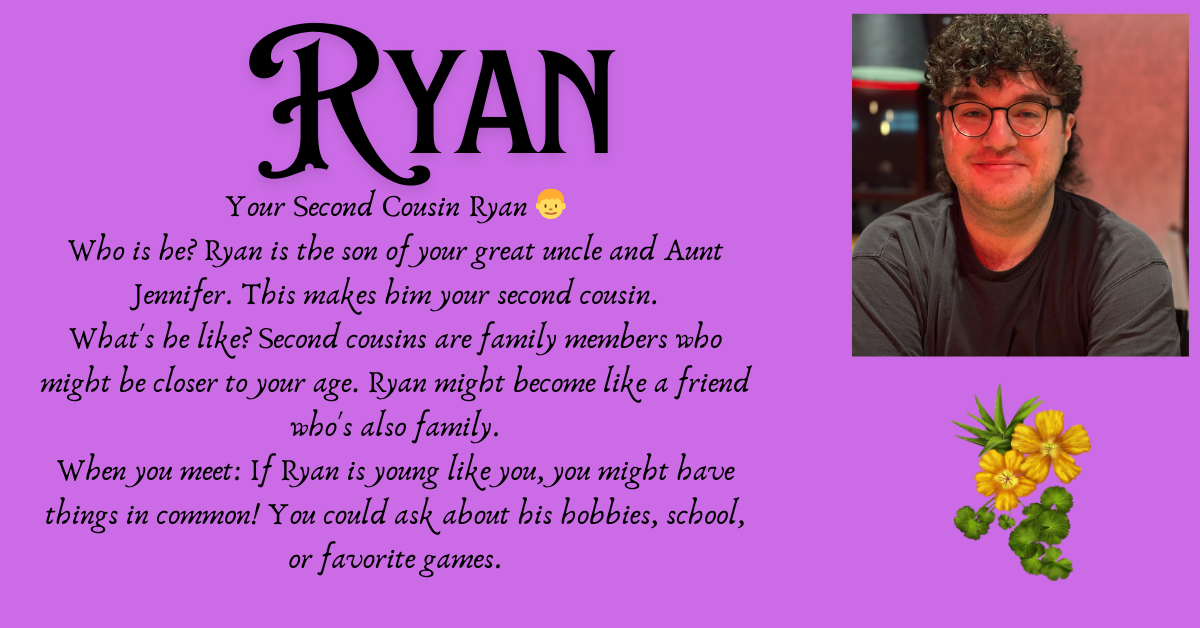 Ryan
Your Second Cousin Ryan 👦
Who is he? Ryan is the son of your great uncle and Aunt
Jennifer. This makes him your second cousin.
What's he like? Second cousins are family members who
might be closer to your age. Ryan might become like a friend
who's also family.
When you meet: If Ryan is young like you, you might have
things in common! You could ask about his hobbies, school,
or favorite games.